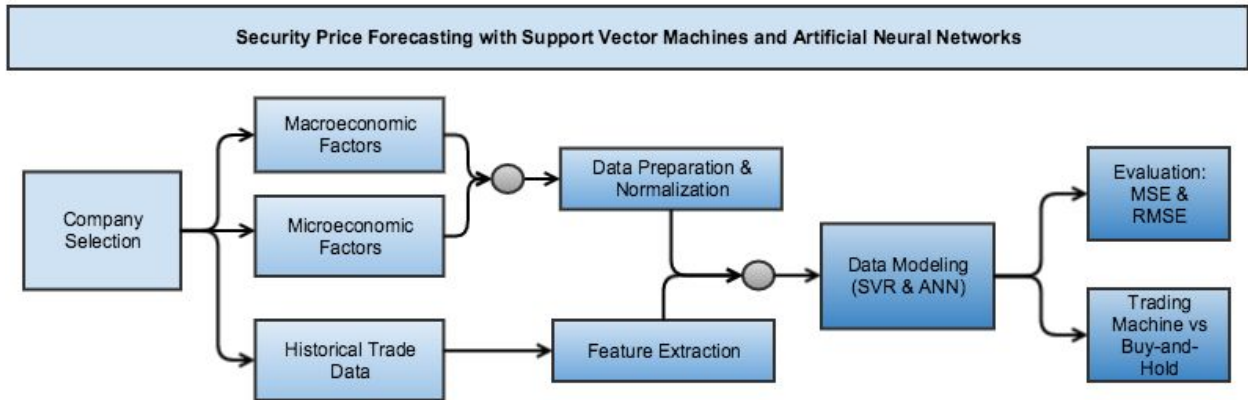 Security Price Forecasting with Support Vector Machines and Artificial Neural Networks
Macroeconomic
Factors
Data Preparation &
Normalization
Evaluation:
MSE &
RMSE
Company
Selection
Microeconomic
Factors
Data Modeling
(SVR & ANN)
Historical Trade
Data
Feature Extraction
Trading
Machine vs
Buy-and-
Hold